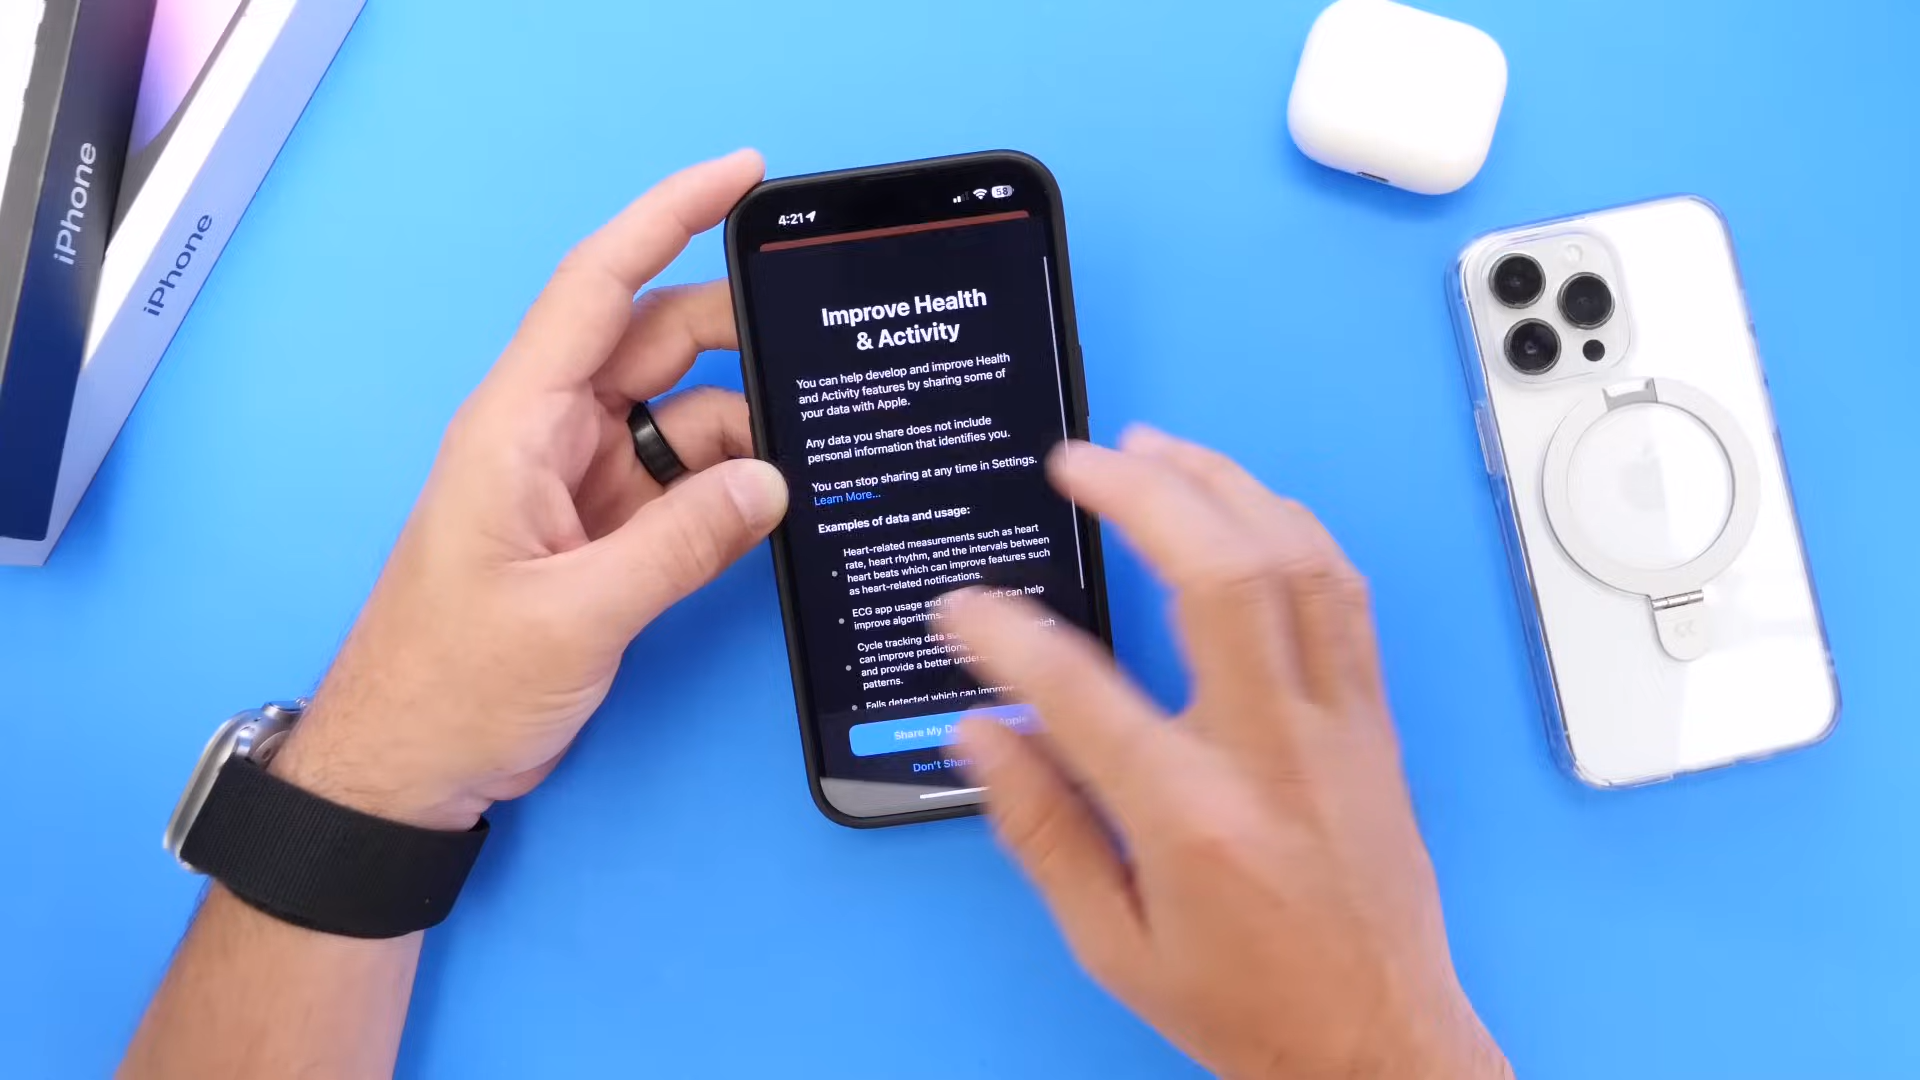 iPhone
iPhone
4:21
58
Improve Health
& Activity
You can help develop and improve Health
and Activity features by sharing some of
your data with Apple.
Any data you share does not include
personal information that identifies you.
You can stop sharing at any time in Settings.
Learn More...
Examples of data and usage:
Heart-related measurements such as heart
rate, heart rhythm, and the intervals between
heart beats which can improve features such
as heart-related notifications.
ECG app usage and which can help
improve algorithms.
Cycle tracking data
can improve predictions
and provide a better
patterns.
Falls detected which can improve
Share My Apple
Don't Share